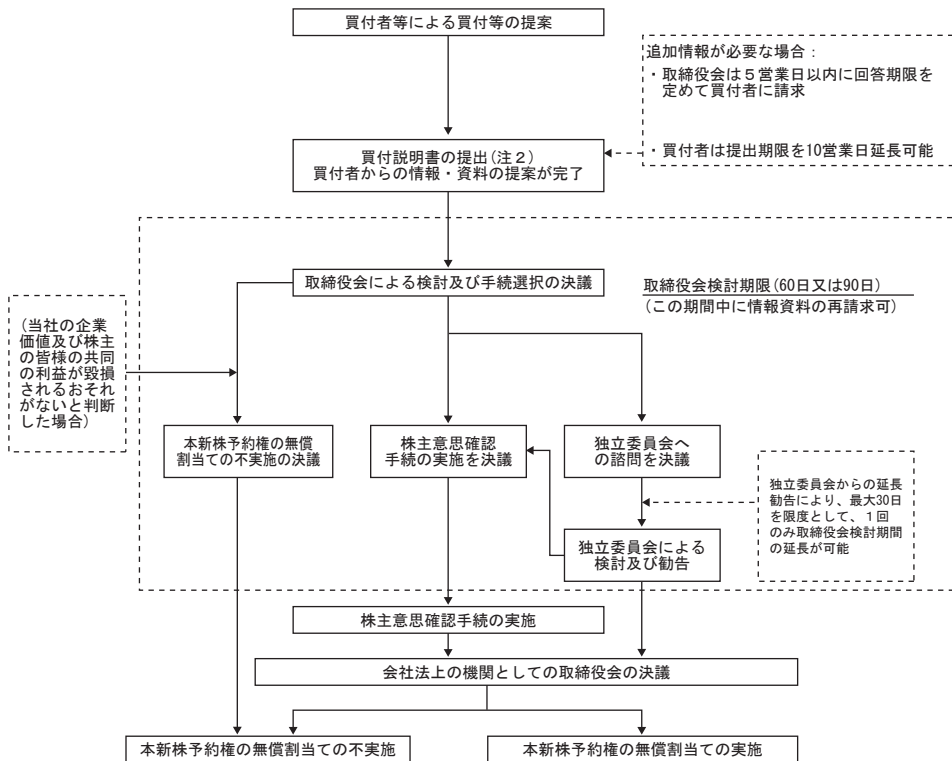 買付者等による買付等の提案
追加情報が必要な場合：
・取締役会は５営業日以内に回答期限を
定めて買付者に請求
・買付者は提出期限を10営業日延長可能
買付説明書の提出(注２)
買付者からの情報・資料の提案が完了
取締役会による検討及び手続選択の決議
取締役会検討期限(60日又は90日)
(この期間中に情報資料の再請求可)
(当社の企業
価値及び株主
の皆様の共同
の利益が毀損
されるおそれ
がないと判断
した場合)
本新株予約権の無償
割当ての不実施の決議
株主意思確認
手続の実施を決議
独立委員会へ
の諮問を決議
独立委員会からの延長
勧告により、最大30日
を限度として、１回
のみ取締役会検討期間
の延長が可能
独立委員会による
検討及び勧告
株主意思確認手続の実施
会社法上の機関としての取締役会の決議
本新株予約権の無償割当ての不実施
本新株予約権の無償割当ての実施